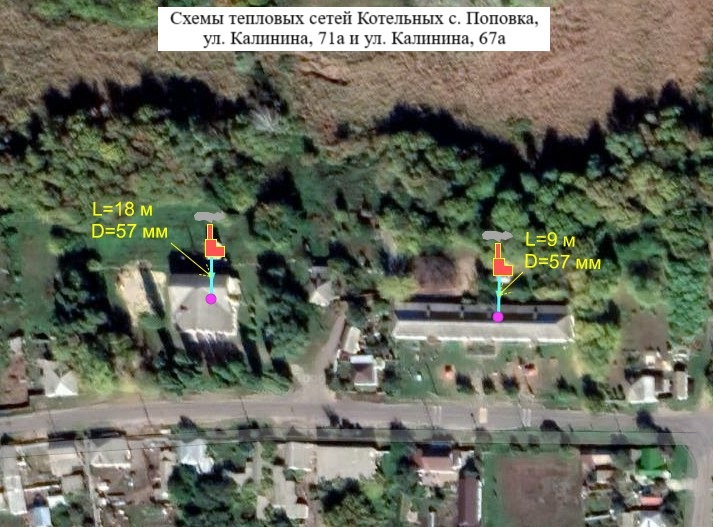 Схемы тепловых сетей Котельных с. Поповка,
ул. Калинина, 71а и ул. Калинина, 67а
L=18 м
D=57 мм
L=9 м
D=57 мм